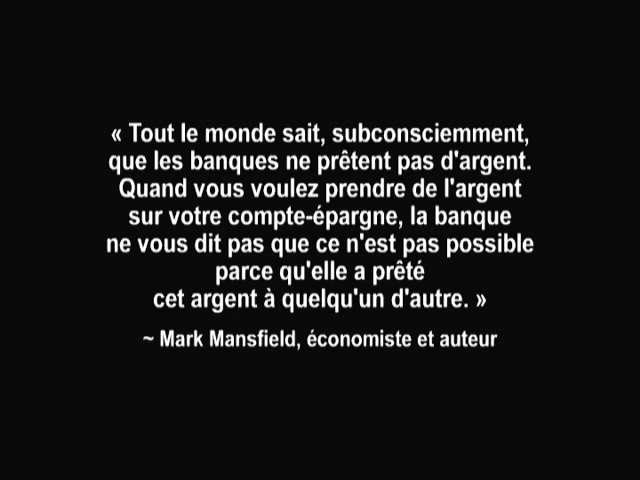 « Tout le monde sait, subconsciemment,
que les banques ne prêtent pas d'argent.
Quand vous voulez prendre de l'argent
sur votre compte-épargne, la banque
ne vous dit pas que ce n'est pas possible
parce qu'elle a prêté
cet argent à quelqu'un d'autre. »
~ Mark Mansfield, économiste et auteur